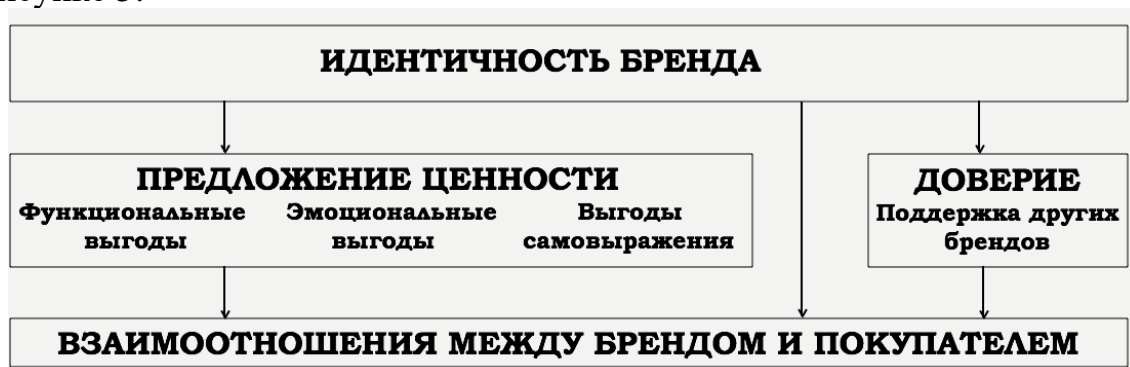 ИДЕНТИЧНОСТЬ БРЕНДА
ПРЕДЛОЖЕНИЕ ЦЕННОСТИ
Функциональные выгоды
Эмоциональные выгоды
Выгоды самовыражения
ДОВЕРИЕ
Поддержка других
брендов
ВЗАИМООТНОШЕНИЯ МЕЖДУ БРЕНДОМ И ПОКУПАТЕЛЕМ